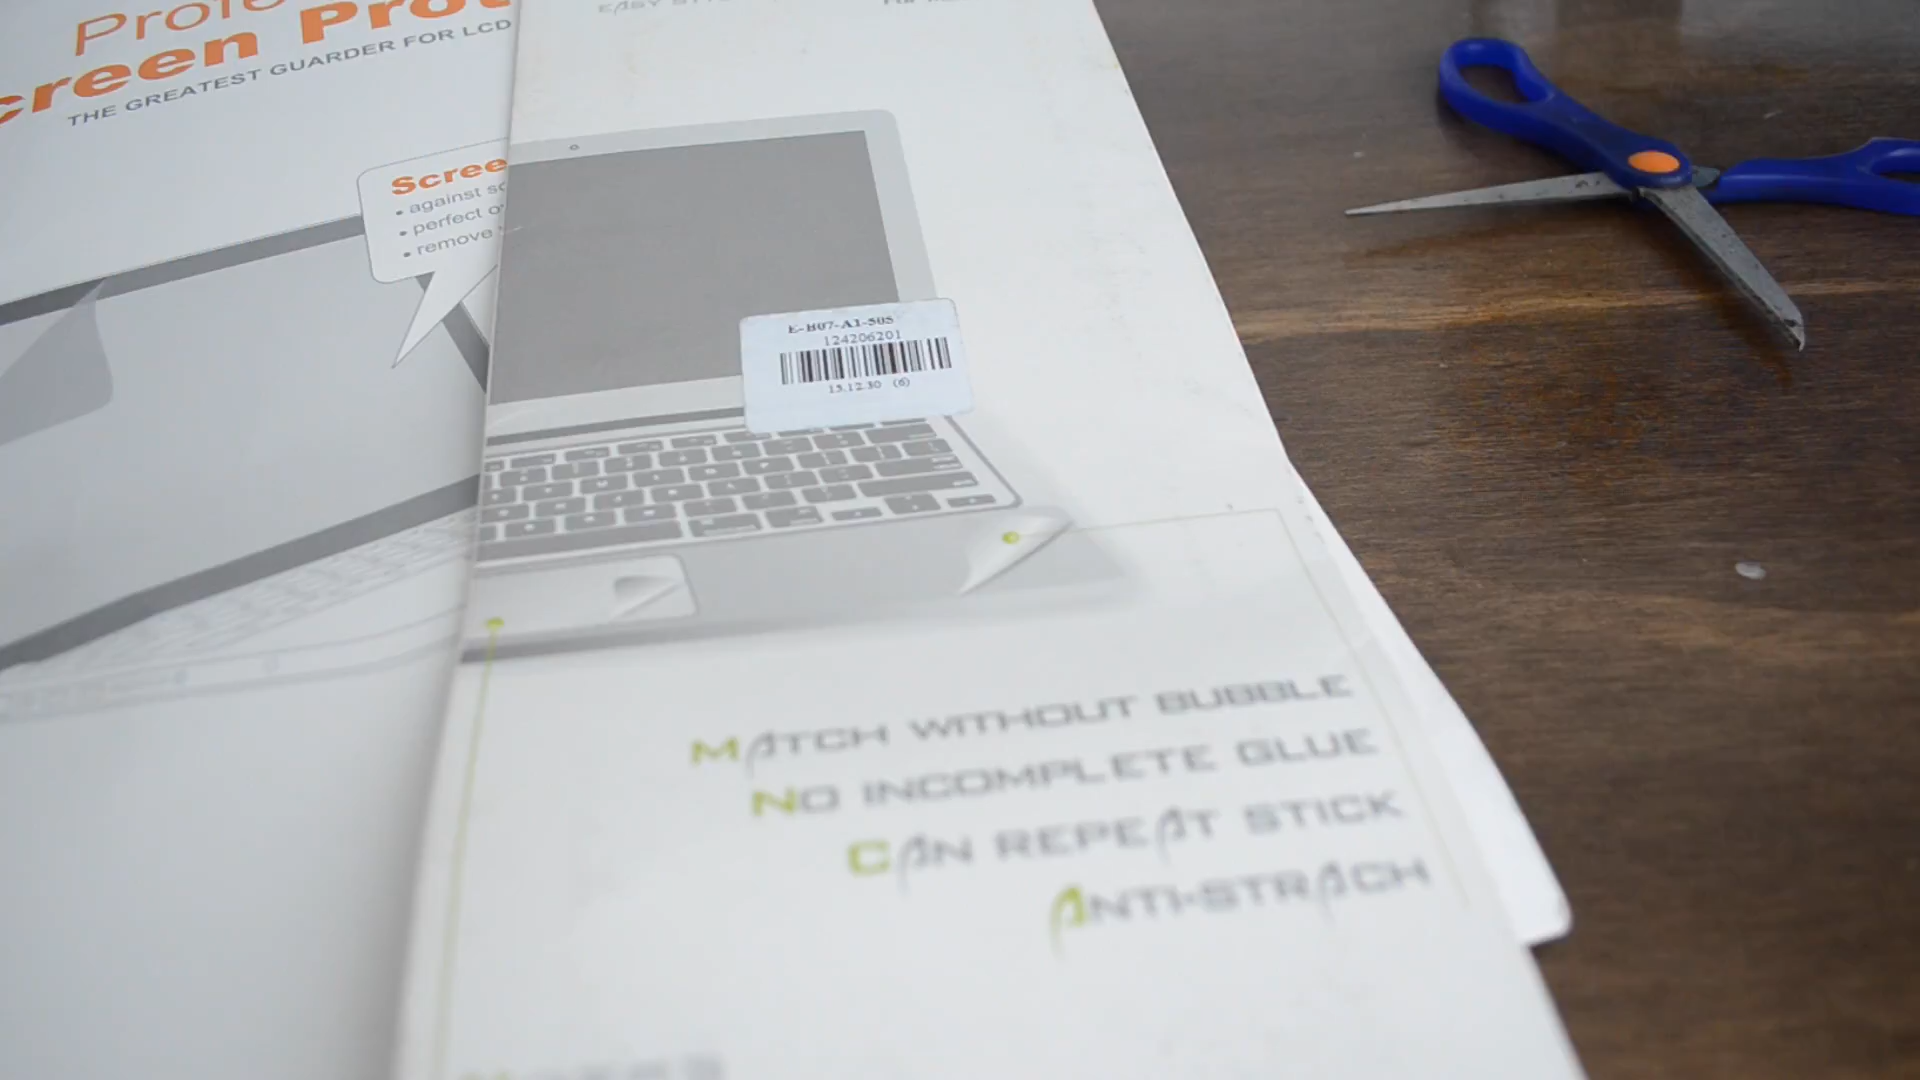 creen Pro
THE GREATEST GUARDER FOR LCD
Scree
• against
• perfect
• remove
E-B07-A1-505
124206201
15.12.30 (6)
MATCH WITHOUT BUBBLE
NO INCOMPLETE GLUE
CAN REPEAT STICK
ANTI-STRACH